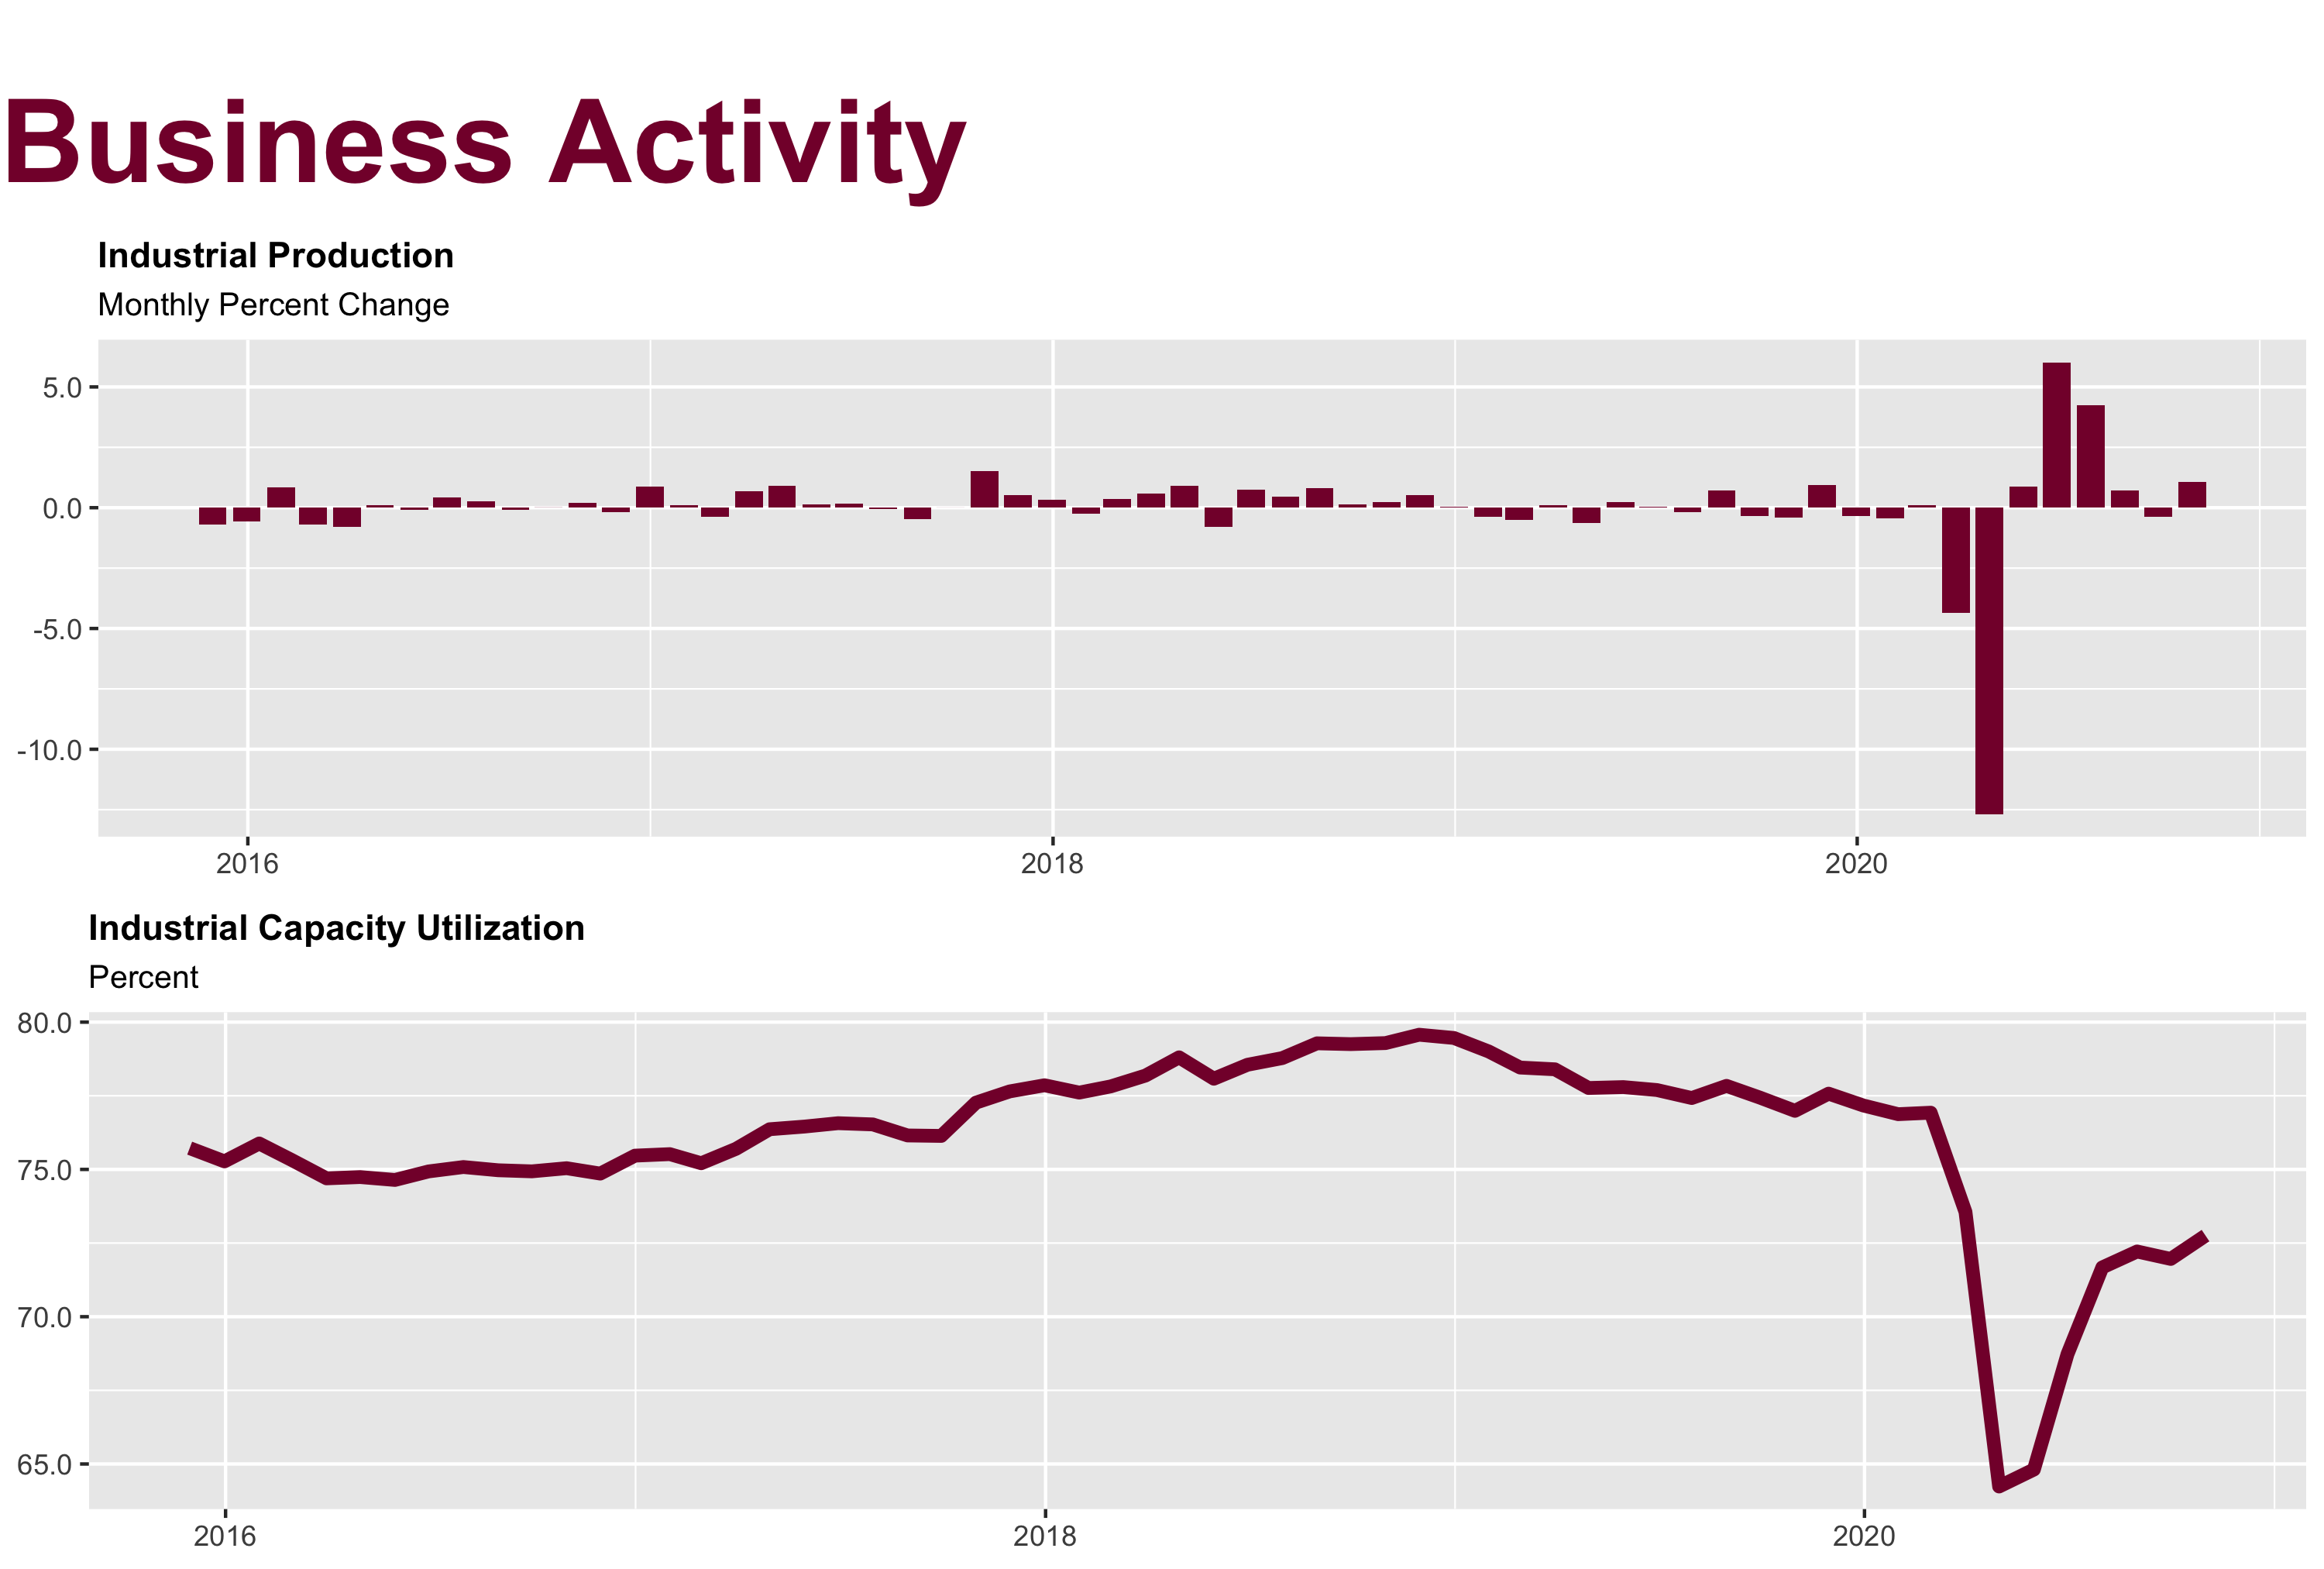 Business Activity
Industrial Production
Monthly Percent Change
5.0
0.0
-5.0
-10.0
2016 2018 2020
Industrial Capacity Utilization
Percent
80.0
75.0
70.0
65.0
2016 2018 2020